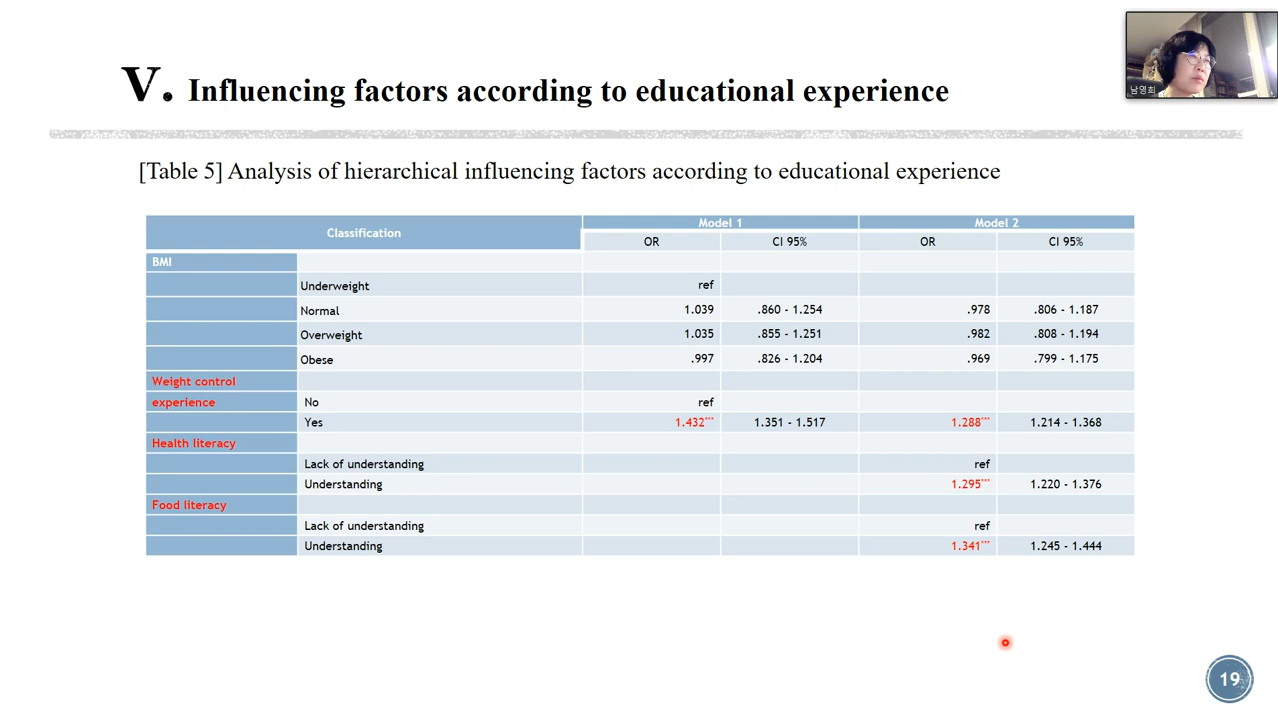 V. Influencing factors according to educational experience
남영희
[Table 5] Analysis of hierarchical influencing factors according to educational experience
Classification Model 1 Model 2
OR CI 95% OR CI 95%
BMI
Underweight ref
Normal 1.039 .860 - 1.254 .978 .806 - 1.187
Overweight 1.035 .855 - 1.251 .982 .808 - 1.194
Obese .997 .826 - 1.204 .969 .799 - 1.175
Weight control
experience No ref
Yes 1.432*** 1.351 - 1.517 1.288*** 1.214 - 1.368
Health literacy
Lack of understanding ref
Understanding 1.295*** 1.220 - 1.376
Food literacy
Lack of understanding ref
Understanding 1.341*** 1.245 - 1.444
19